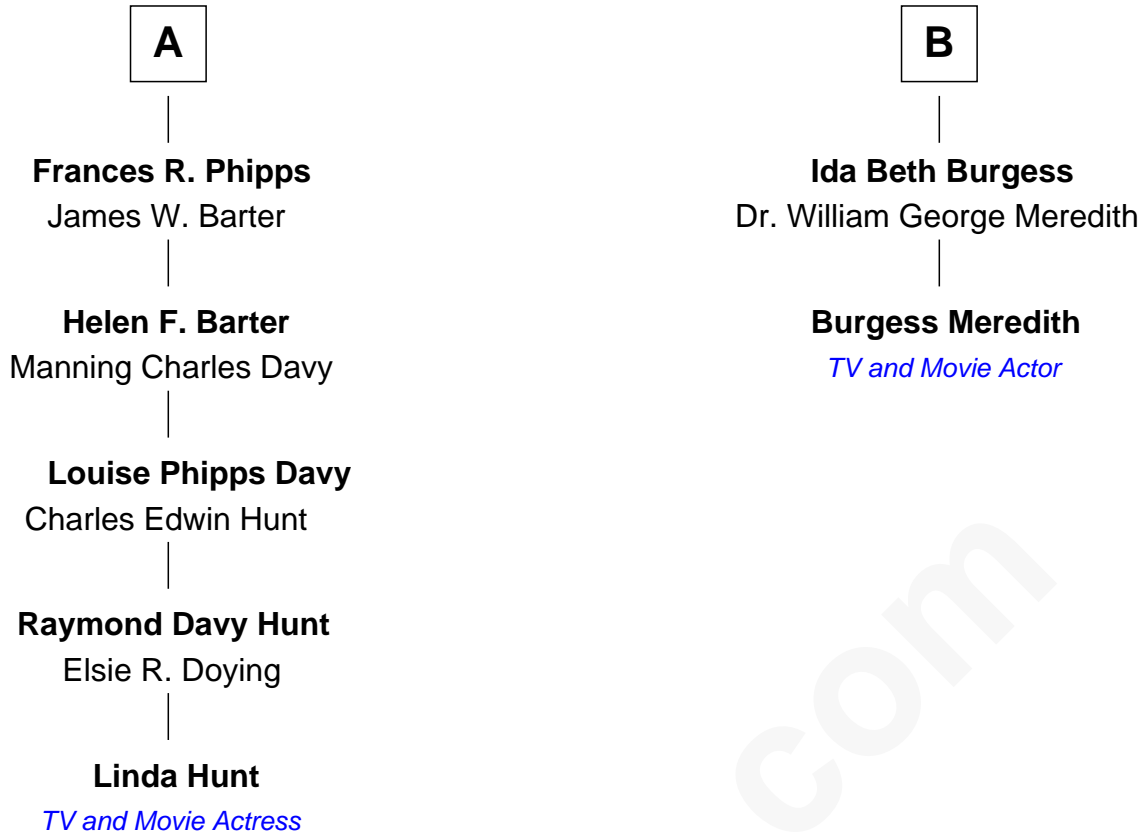 A
Frances R. Phipps
James W. Barter
Helen F. Barter
Manning Charles Davy
Louise Phipps Davy
Charles Edwin Hunt
Raymond Davy Hunt
Elsie R. Doying
Linda Hunt
TV and Movie Actress
B
Ida Beth Burgess
Dr. William George Meredith
Burgess Meredith
TV and Movie Actor
com